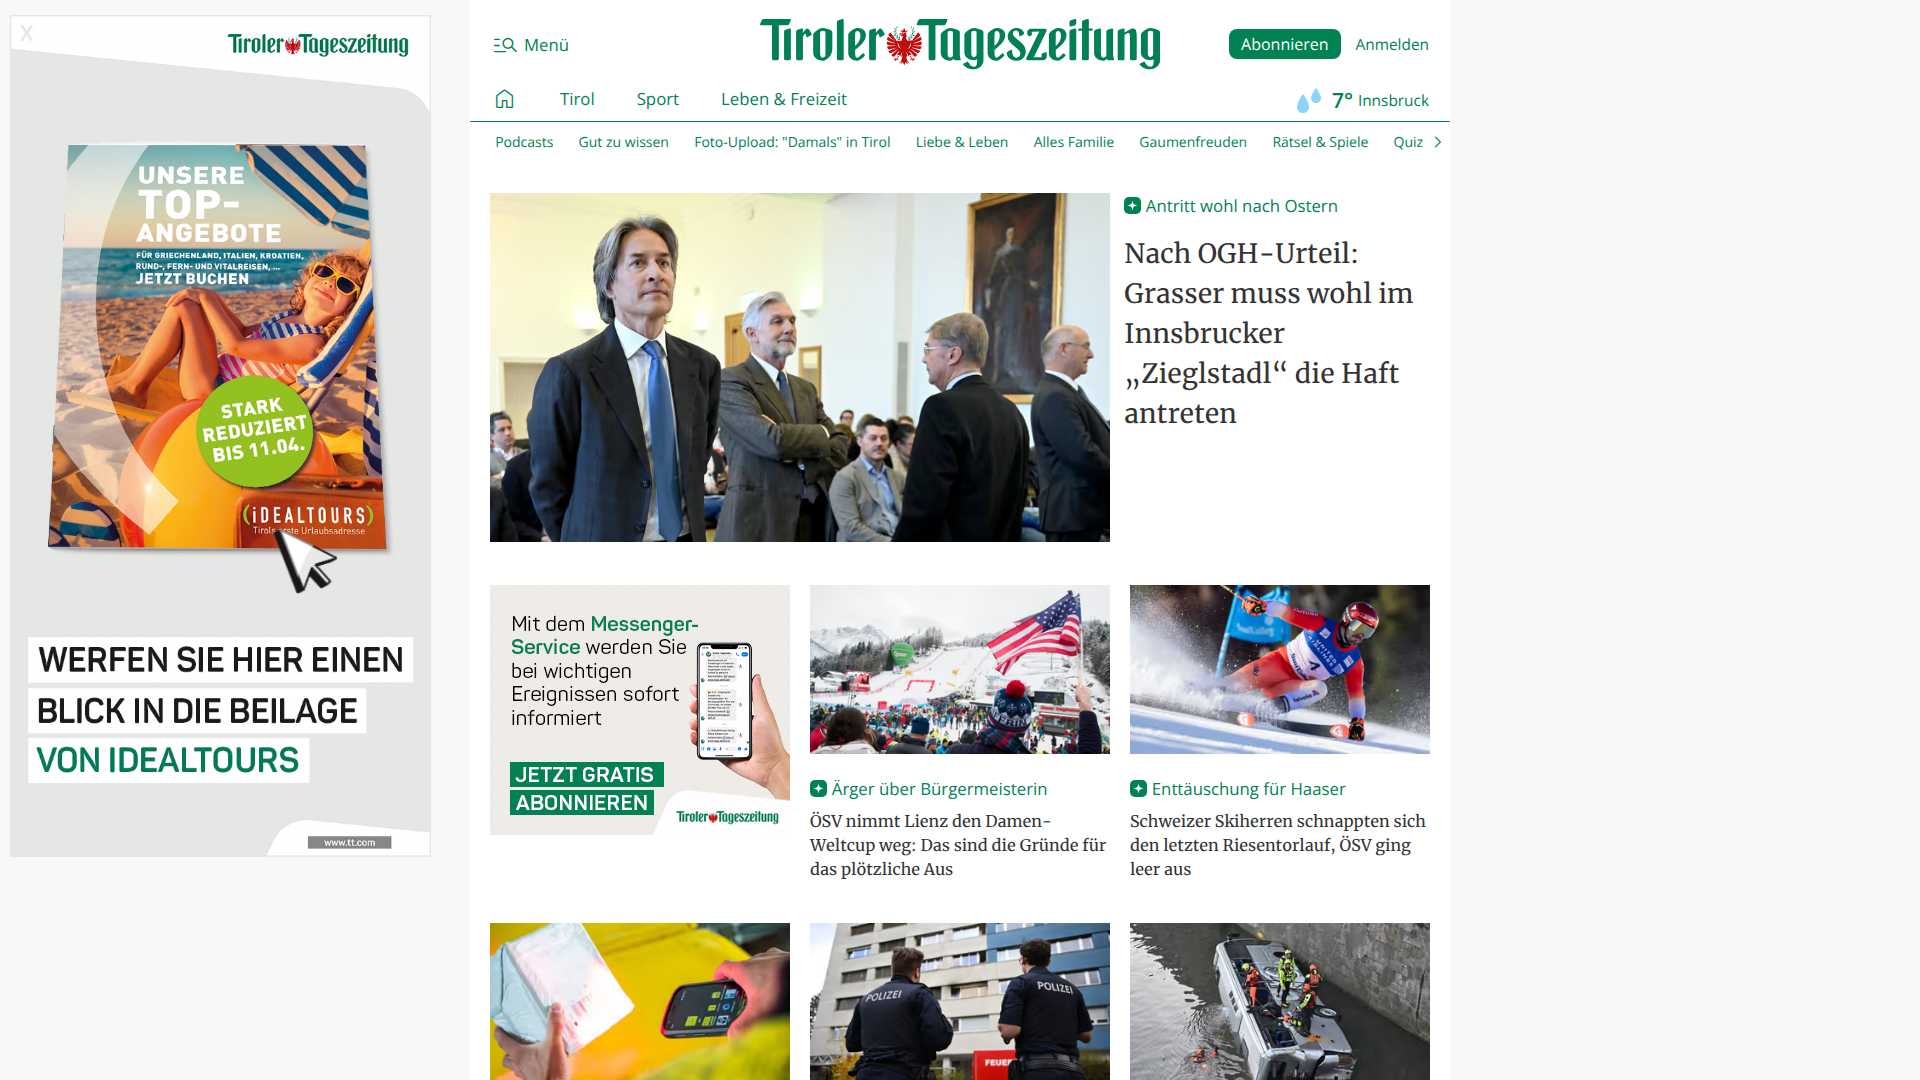 X
Tiroler Tageszeitung
UNSERE
TOP-
ANGEBOTE
FÜR GRIECHENLAND, ITALIEN, KROATIEN,
RUND-, FERN- UND VITALREISEN, ...
JETZT BUCHEN
STARK
REDUZIERT
BIS 11.04.
(iDEALTOURS)
Tirols erste Urlaubsadresse
WERFEN SIE HIER EINEN
BLICK IN DIE BEILAGE
VON IDEALTOURS
www.tt.com
Menü
Tiroler Tageszeitung
Abonnieren
Anmelden
Tirol
Sport
Leben & Freizeit
7° Innsbruck
Podcasts
Gut zu wissen
Foto-Upload: "Damals" in Tirol
Liebe & Leben
Alles Familie
Gaumenfreuden
Rätsel & Spiele
Quiz
Antritt wohl nach Ostern
Nach OGH-Urteil:
Grasser muss wohl im
Innsbrucker
„Zieglstadl“ die Haft
antreten
Mit dem Messenger-
Service werden Sie
bei wichtigen
Ereignissen sofort
informiert
JETZT GRATIS
ABONNIEREN
Tiroler Tageszeitung
Ärger über Bürgermeisterin
ÖSV nimmt Lienz den Damen-
Weltcup weg: Das sind die Gründe für
das plötzliche Aus
Enttäuschung für Haaser
Schweizer Skiherren schnappten sich
den letzten Riesentorlauf, ÖSV ging
leer aus
POLIZEI
POLIZEI
FEUER